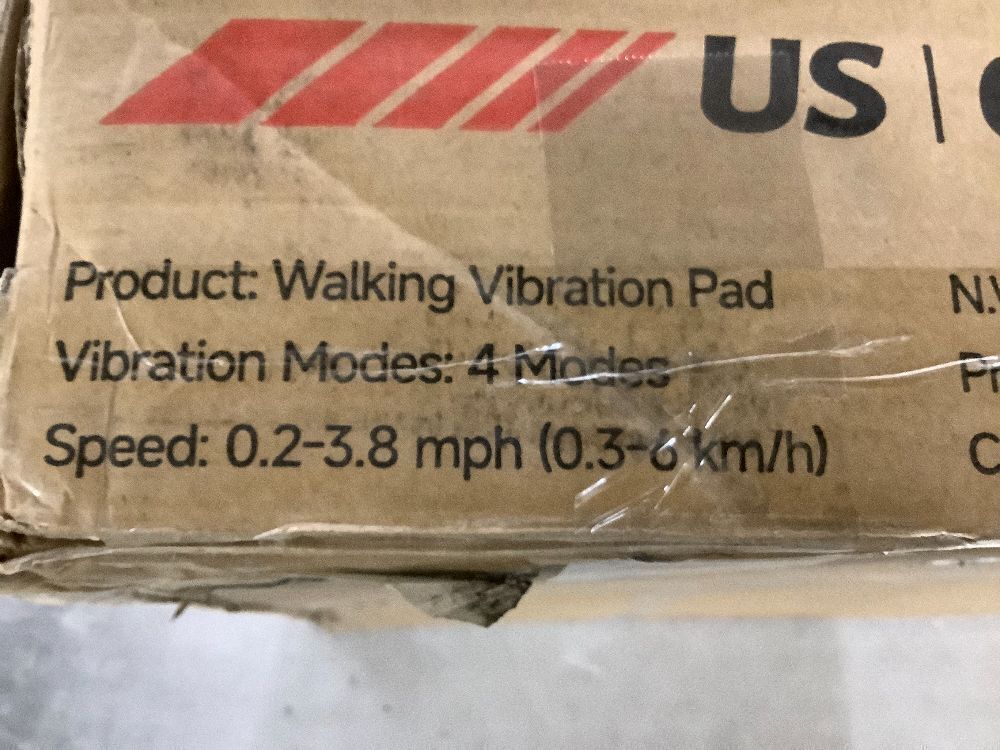 US |
Product: Walking Vibration Pad
Vibration Modes: 4 Modes
Speed: 0.2-3.8 mph (0.3-6 km/h)